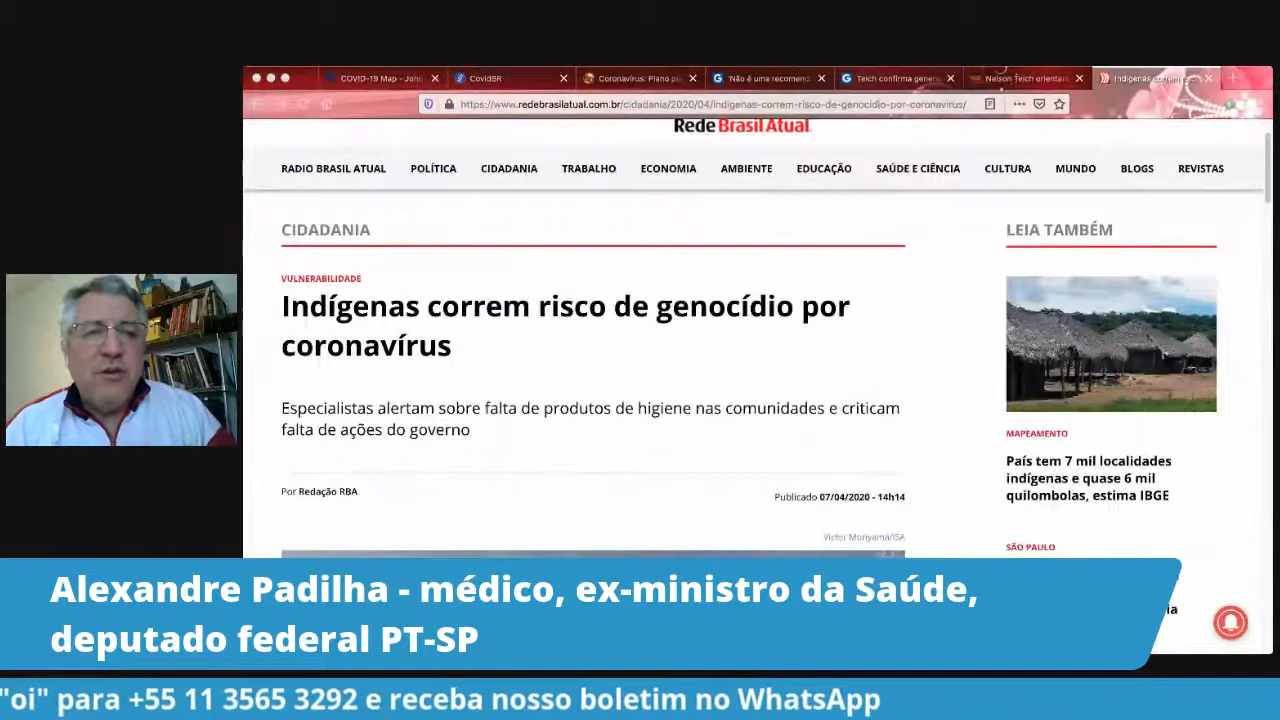 COVID-19 Map - John
CovidBR
Coronavírus: Plano pa
'Não é uma recomend
Teich confirma genera
Nelson Teich orientar
Indígenas correm
https://www.redebrasilatual.com.br/cidadania/2020/04/indigenas-correm-risco-de-genocidio-por-coronavirus/
Rede Brasil Atual
RADIO BRASIL ATUAL POLÍTICA CIDADANIA TRABALHO ECONOMIA AMBIENTE EDUCAÇÃO SAÚDE E CIÊNCIA CULTURA MUNDO BLOGS REVISTAS
CIDADANIA
VULNERABILIDADE
Indígenas correm risco de genocídio por
coronavírus
Especialistas alertam sobre falta de produtos de higiene nas comunidades e criticam
falta de ações do governo
Por Redação RBA
Publicado 07/04/2020 - 14h14
Victor Moriyama/ISA
LEIA TAMBÉM
MAPEAMENTO
País tem 7 mil localidades
indígenas e quase 6 mil
quilombolas, estima IBGE
SÃO PAULO
ia
Alexandre Padilha - médico, ex-ministro da Saúde,
deputado federal PT-SP
"oi" para +55 11 3565 3292 e receba nosso boletim no WhatsApp